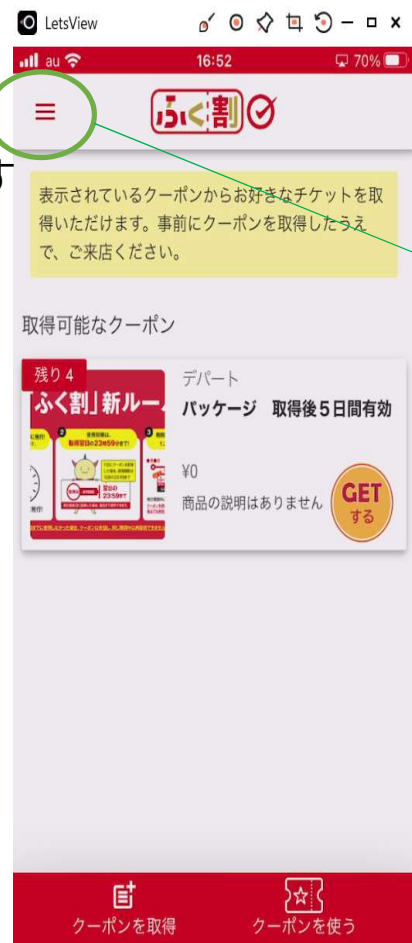 LetsView
au
16:52
70%
ふく割
す
表示されているクーポンからお好きなチケットを取
得いただけます。事前にクーポンを取得したうえ
で、ご来店ください。
取得可能なクーポン
残り4
デパート
「ふく割」新ルー
パッケージ 取得後5日間有効
¥0
商品の説明はありません
GET
する
クーポンを取得
クーポンを使う